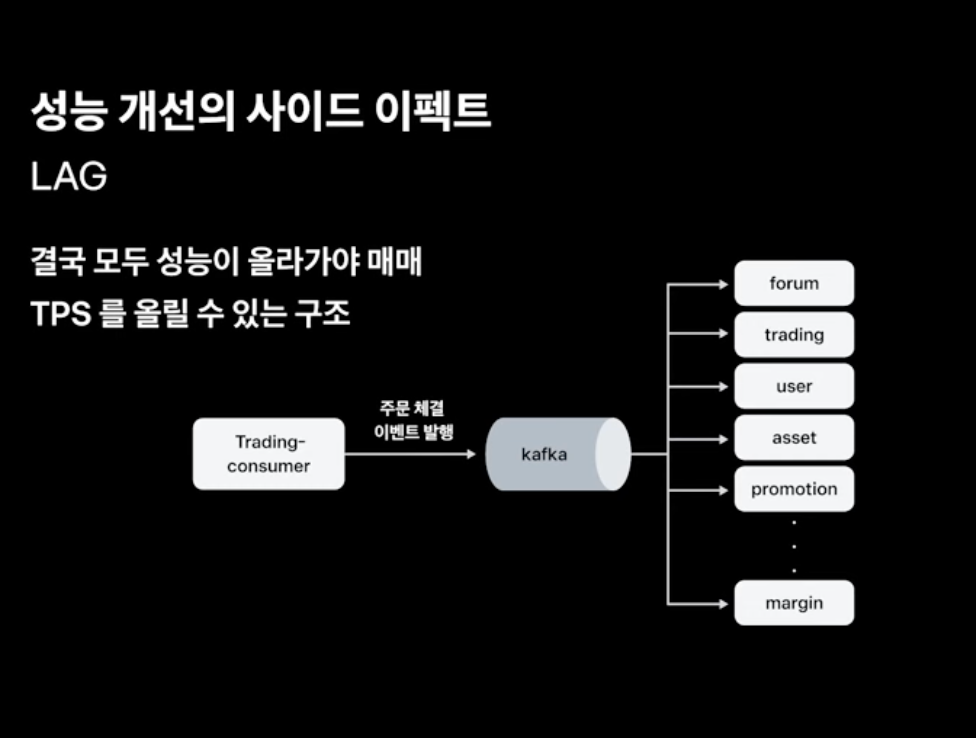 성능 개선의 사이드 이펙트
LAG
결국 모두 성능이 올라가야 매매
TPS 를 올릴 수 있는 구조
Trading-
consumer
주문 체결
이벤트 발행
kafka
forum
trading
user
asset
promotion
margin